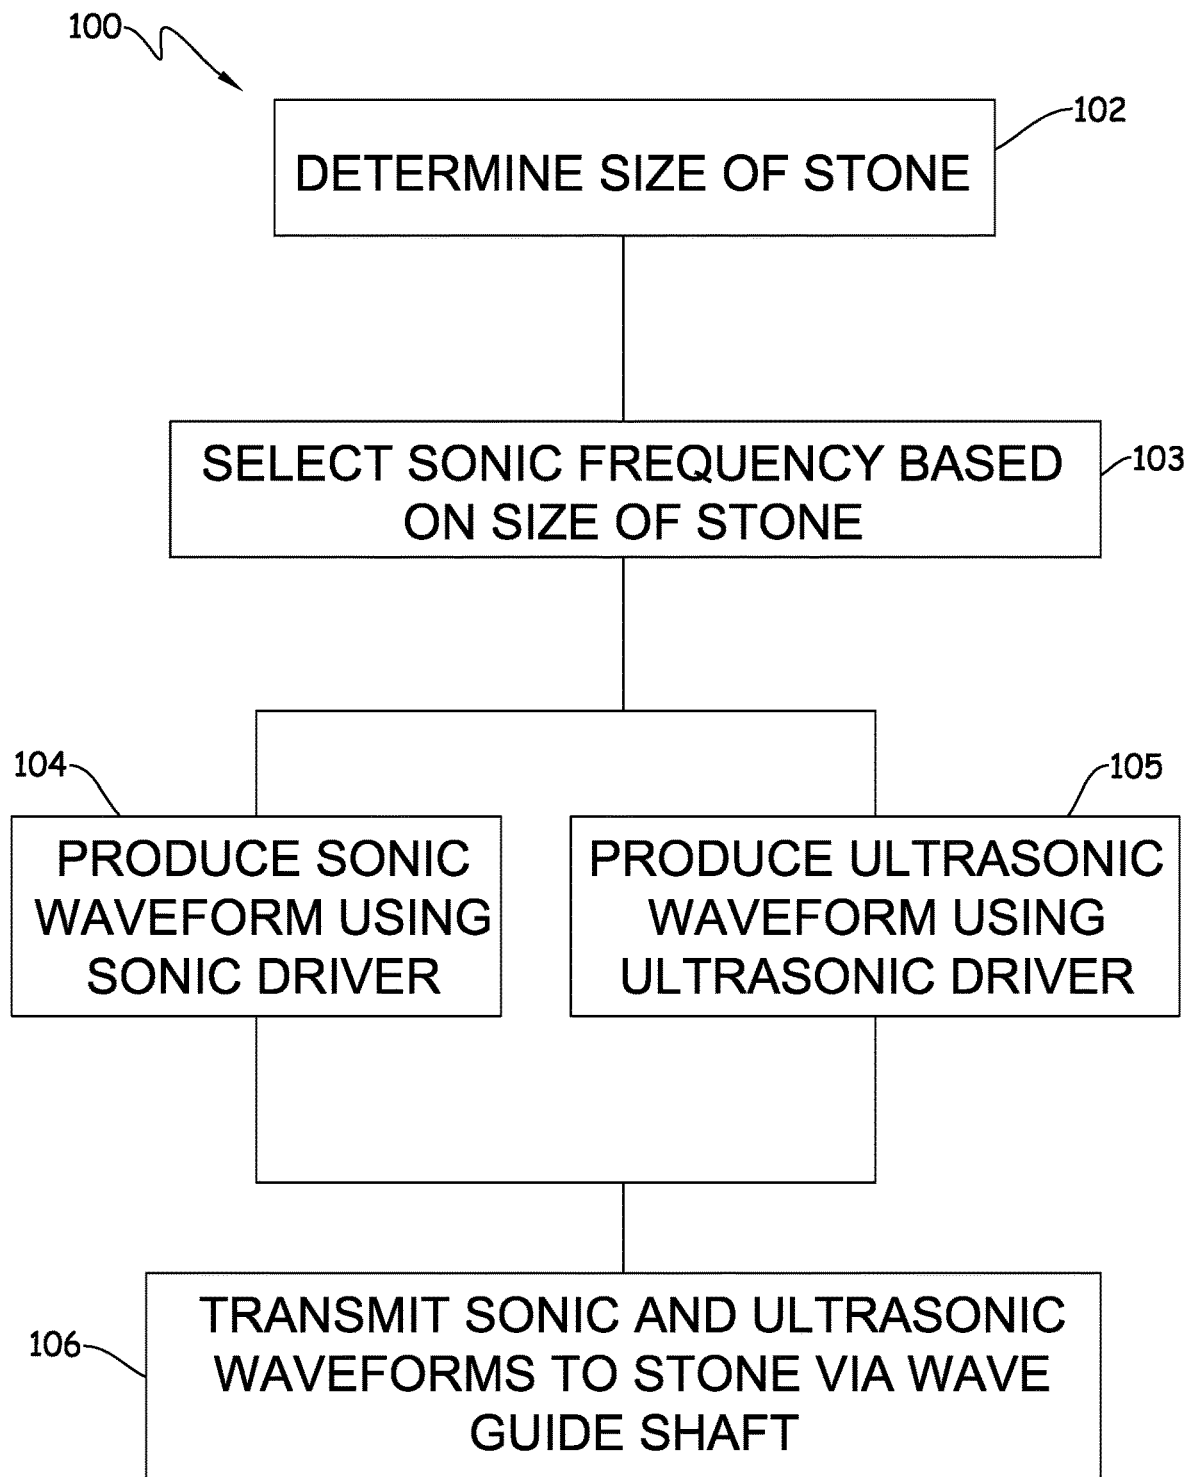 100
102
DETERMINE SIZE OF STONE
SELECT SONIC FREQUENCY BASED
ON SIZE OF STONE
103
104
PRODUCE SONIC
WAVEFORM USING
SONIC DRIVER
105
PRODUCE ULTRASONIC
WAVEFORM USING
ULTRASONIC DRIVER
106
TRANSMIT SONIC AND ULTRASONIC
WAVEFORMS TO STONE VIA WAVE
GUIDE SHAFT